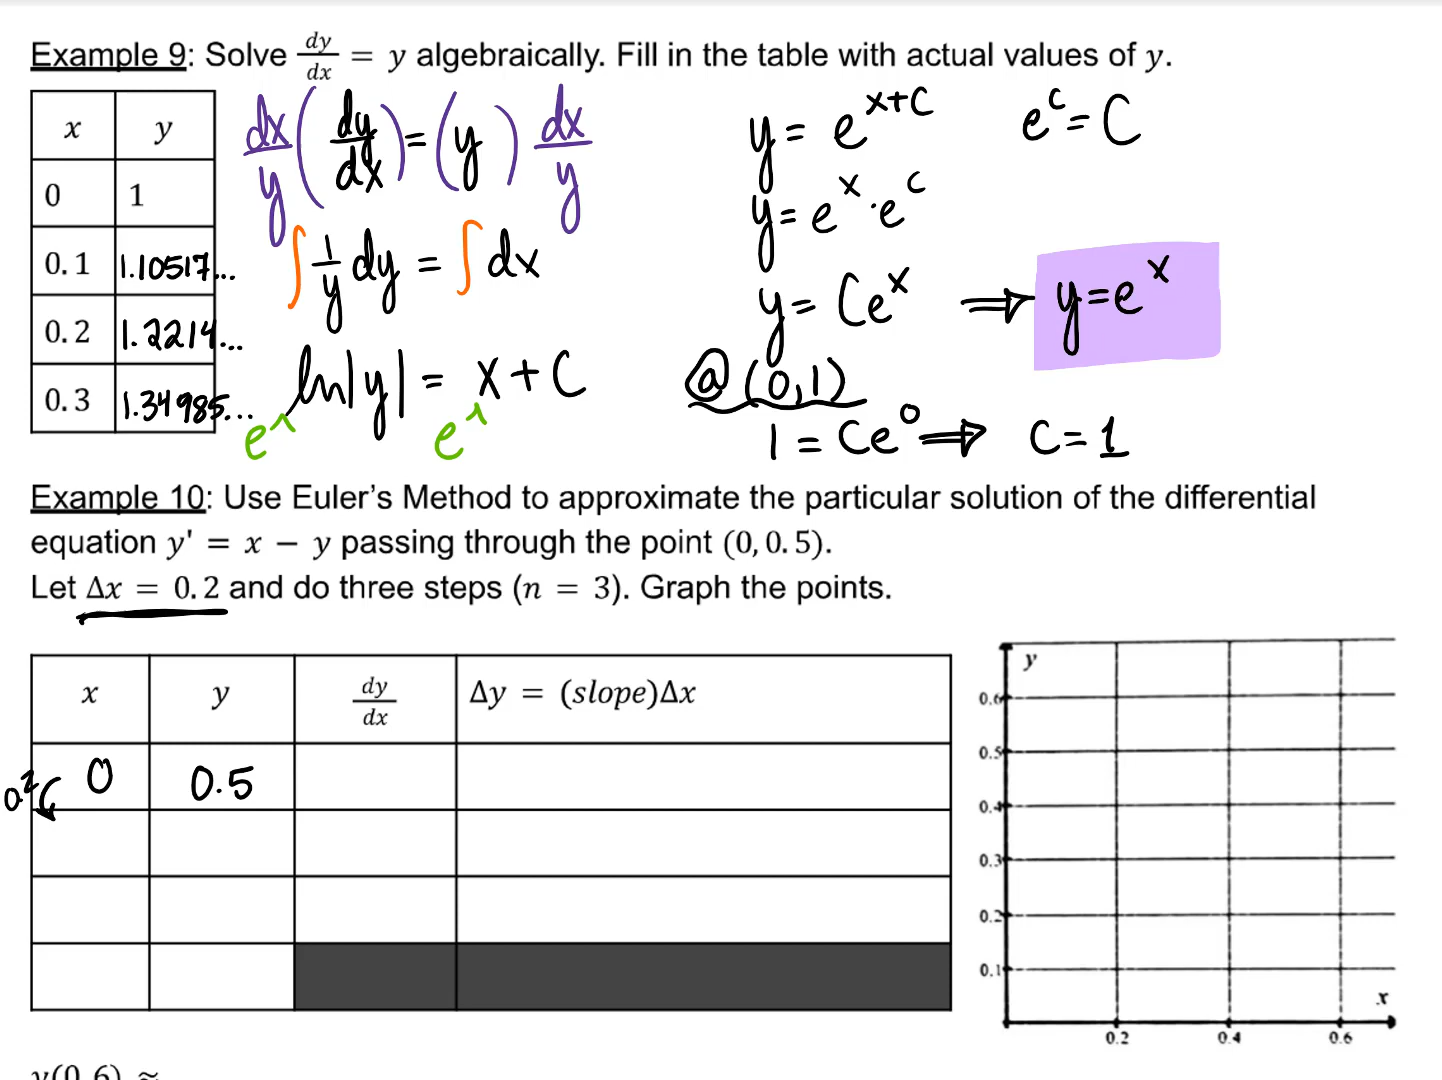 Example 9: Solve dy/dx = y algebraically. Fill in the table with actual values of y.
x y
0 1
0.1 1.10517...
0.2 1.2214...
0.3 1.34985...
dx/y (dy/dx) = (y) dx/y
∫ 1/y dy = ∫ dx
ln|y| = x + C
e^ e^
y = e^(x+C) e^C = C
y = e^x · e^C
y = Ce^x ⇒ y = e^x
@ (0,1)
1 = Ce^0 ⇒ C = 1
Example 10: Use Euler's Method to approximate the particular solution of the differential
equation y' = x − y passing through the point (0, 0.5).
Let Δx = 0.2 and do three steps (n = 3). Graph the points.
x y dy/dx Δy = (slope)Δx
0.2 0 0.5
y
0.6
0.5
0.4
0.3
0.2
0.1
x
0.2 0.4 0.6
y(0.6) ≈